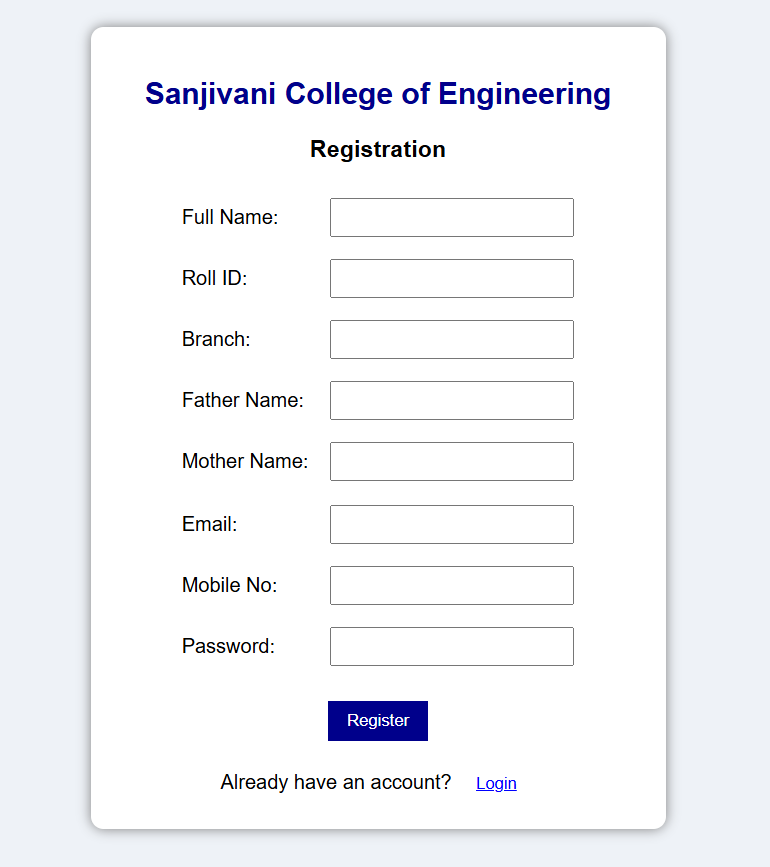 Sanjivani College of Engineering
Registration
Full Name:
Roll ID:
Branch:
Father Name:
Mother Name:
Email:
Mobile No:
Password:
Register
Already have an account? Login